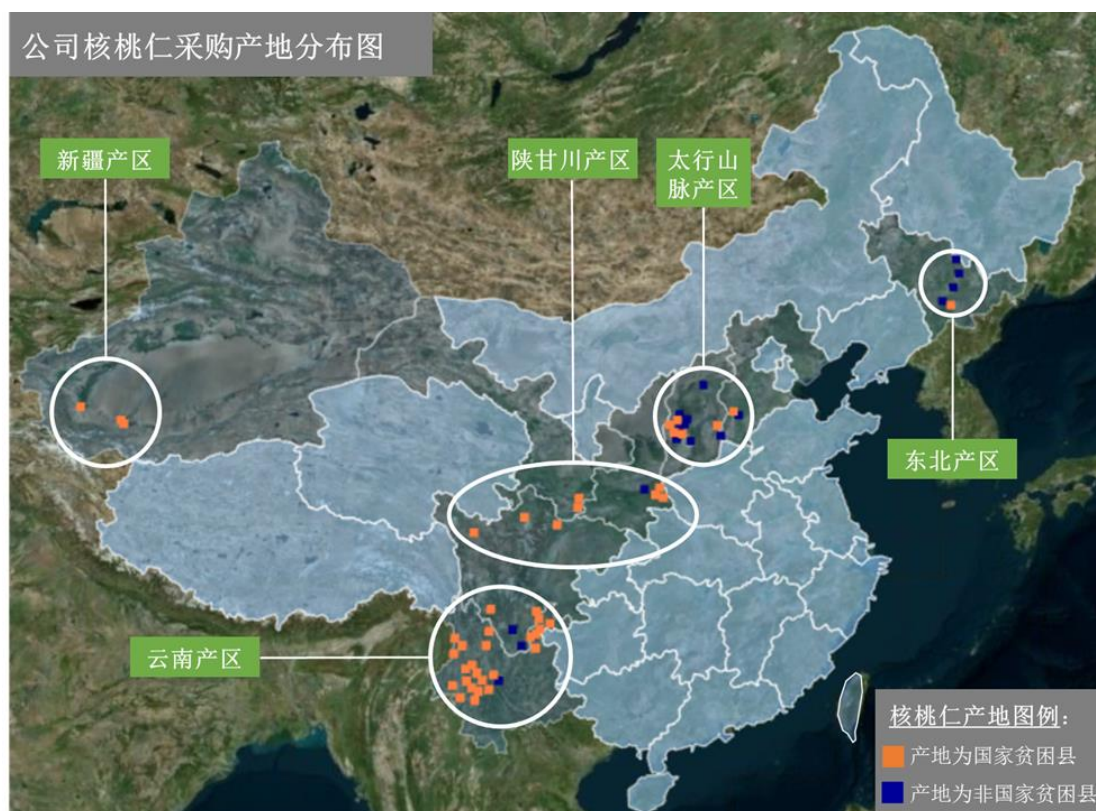 公司核桃仁采购产地分布图
新疆产区
陕甘川产区
太行山
脉产区
东北产区
云南产区
核桃仁产地图例：
产地为国家贫困县
产地为非国家贫困县